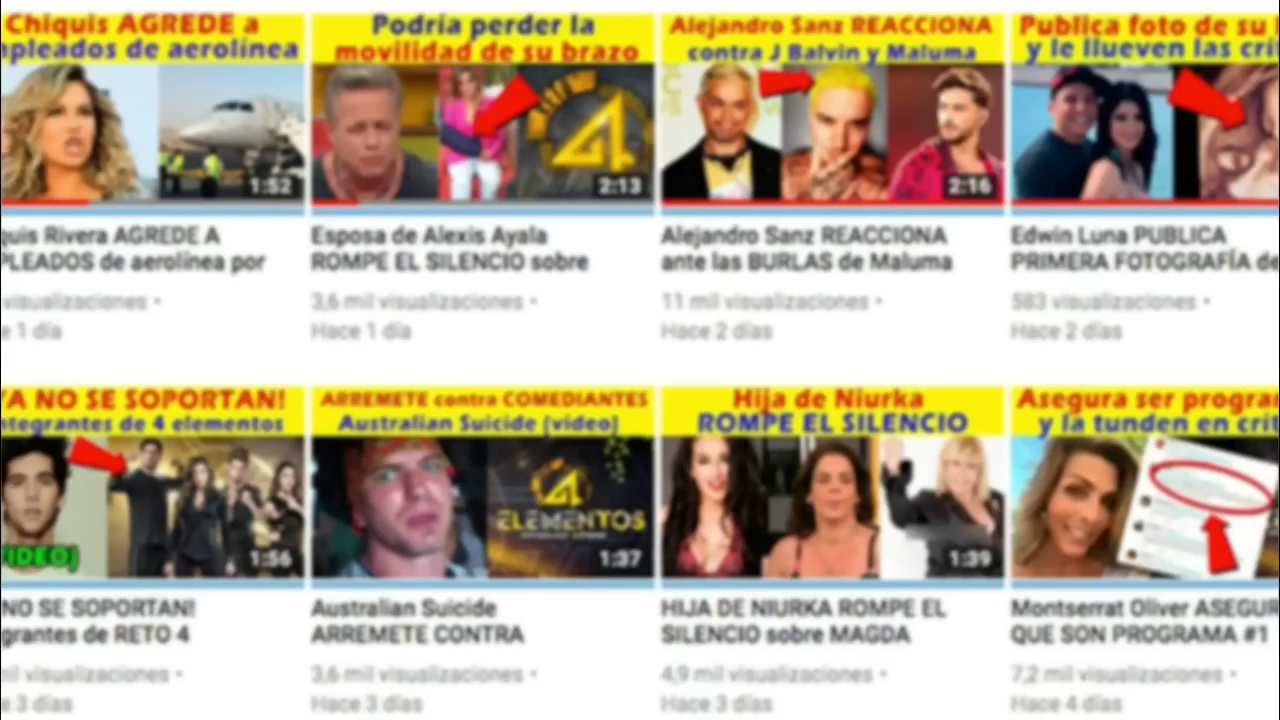 Chiquis AGREDE a
mpleados de aerolínea
1:52
quis Rivera AGREDE A
PLEADOS de aerolínea por
visualizaciones •
e 1 día
Podría perder la
movilidad de su brazo
4
2:13
Esposa de Alexis Ayala
ROMPE EL SILENCIO sobre
3,6 mil visualizaciones •
Hace 1 día
Alejandro Sanz REACCIONA
contra J Balvin y Maluma
2:16
Alejandro Sanz REACCIONA
ante las BURLAS de Maluma
11 mil visualizaciones •
Hace 2 días
Publica foto de su
y le llueven las crít
Edwin Luna PUBLICA
PRIMERA FOTOGRAFÍA de
583 visualizaciones •
Hace 2 días
YA NO SE SOPORTAN!
ntegrantes de 4 elementos
VIDEO)
1:56
NO SE SOPORTAN!
grantes de RETO 4
mil visualizaciones •
e 3 días
ARREMETE contra COMEDIANTES
Australian Suicide (video)
4
ELEMENTOS
1:37
Australian Suicide
ARREMETE CONTRA
3,6 mil visualizaciones •
Hace 3 días
Hija de Niurka
ROMPE EL SILENCIO
1:39
HIJA DE NIURKA ROMPE EL
SILENCIO sobre MAGDA
4,9 mil visualizaciones •
Hace 3 días
Asegura ser program
y la tunden en crít
Montserrat Oliver ASEGUR
QUE SON PROGRAMA #1
7,2 mil visualizaciones •
Hace 4 días